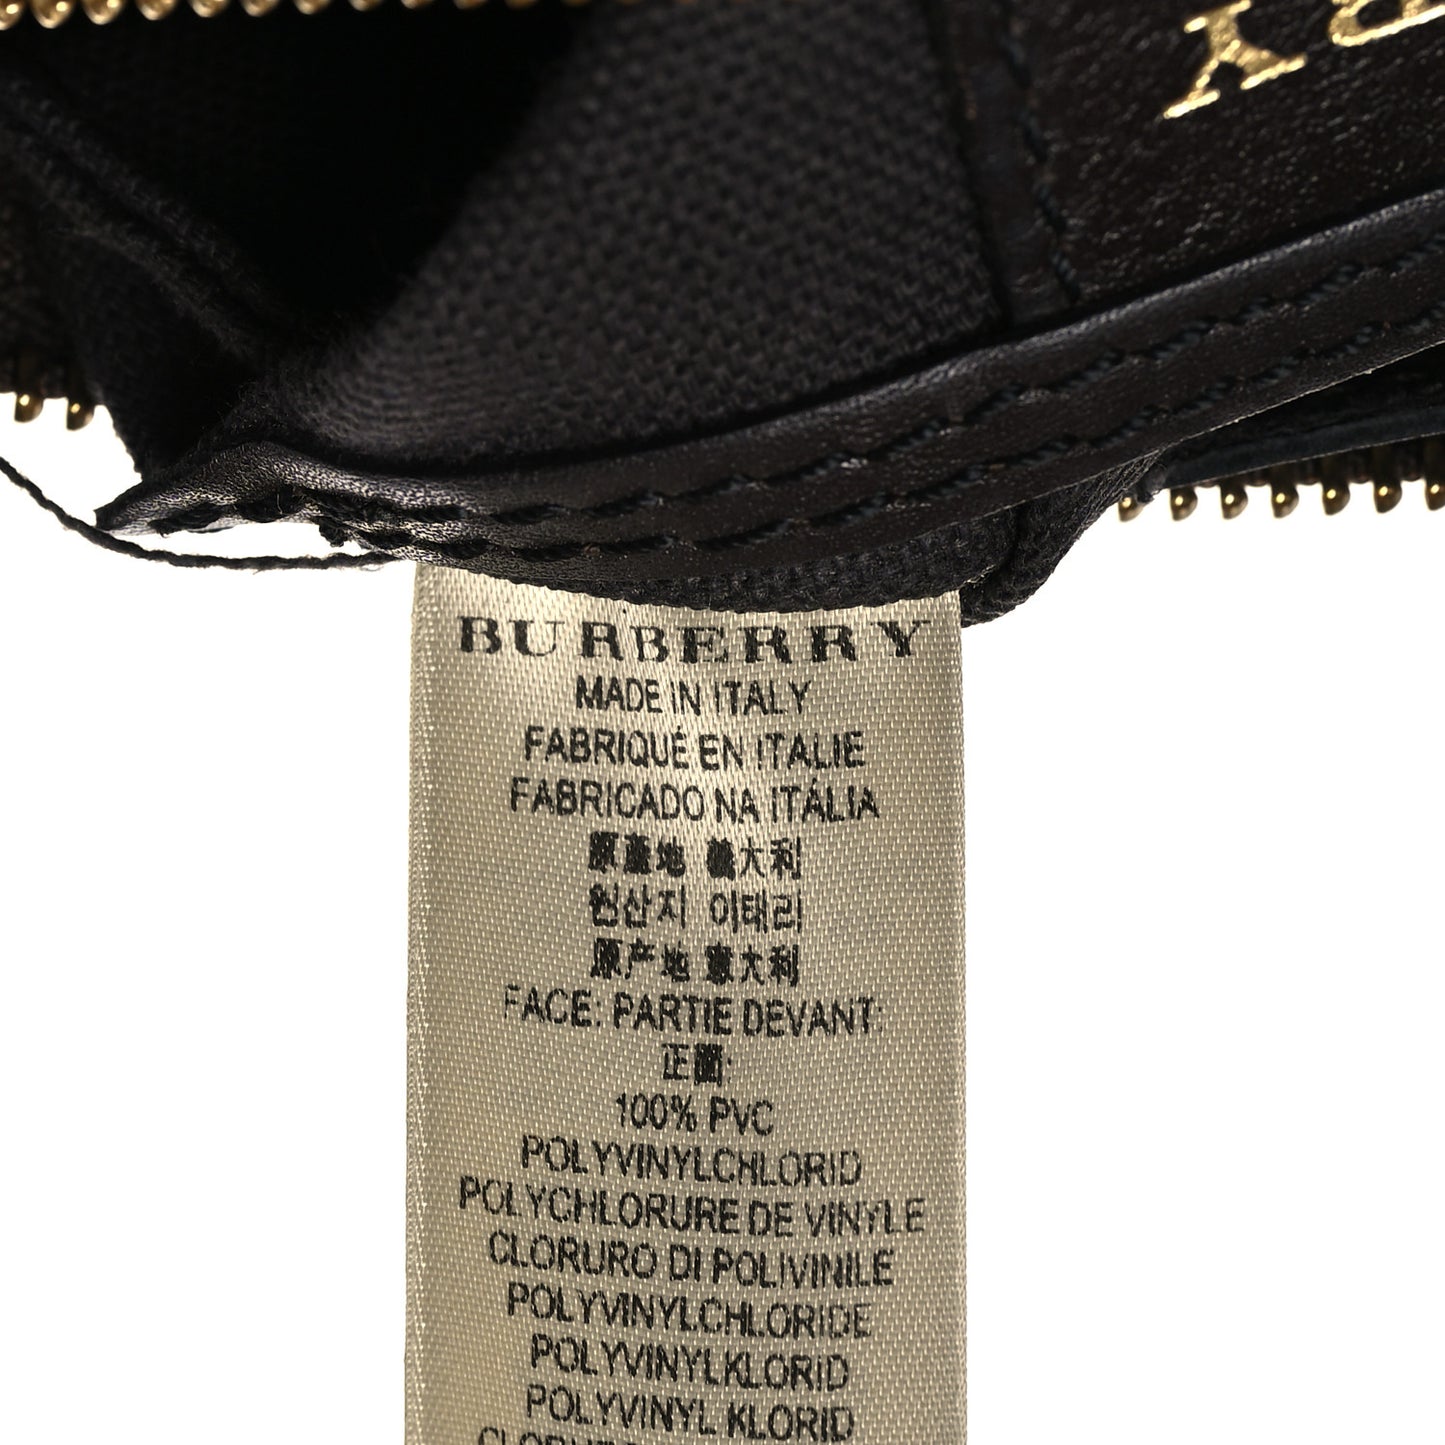 RY
BURBERRY
MADE IN ITALY
FABRIQUÉ EN ITALIE
FABRICADO NA ITÁLIA
原產地 義大利
원산지 이태리
原产地 意大利
FACE: PARTIE DEVANT:
正面:
100% PVC
POLYVINYLCHLORID
POLYCHLORURE DE VINYLE
CLORURO DI POLIVINILE
POLYVINYLCHLORIDE
POLYVINYLKLORID
POLYVINYL KLORID